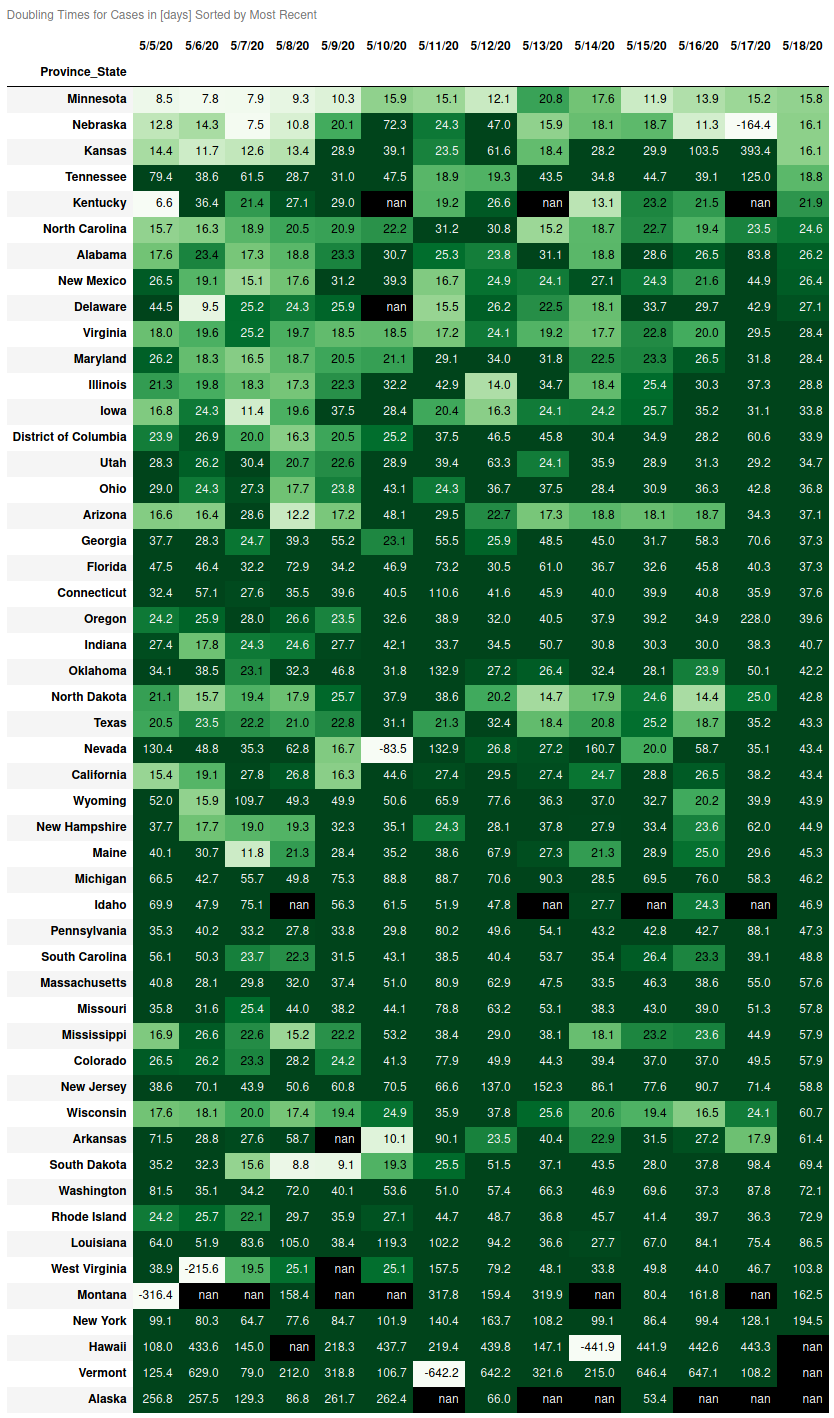 Doubling Times for Cases in [days] Sorted by Most Recent
5/5/20 5/6/20 5/7/20 5/8/20 5/9/20 5/10/20 5/11/20 5/12/20 5/13/20 5/14/20 5/15/20 5/16/20 5/17/20 5/18/20
Province_State
Minnesota 8.5 7.8 7.9 9.3 10.3 15.9 15.1 12.1 20.8 17.6 11.9 13.9 15.2 15.8
Nebraska 12.8 14.3 7.5 10.8 20.1 72.3 24.3 47.0 15.9 18.1 18.7 11.3 -164.4 16.1
Kansas 14.4 11.7 12.6 13.4 28.9 39.1 23.5 61.6 18.4 28.2 29.9 103.5 393.4 16.1
Tennessee 79.4 38.6 61.5 28.7 31.0 47.5 18.9 19.3 43.5 34.8 44.7 39.1 125.0 18.8
Kentucky 6.6 36.4 21.4 27.1 29.0 nan 19.2 26.6 nan 13.1 23.2 21.5 nan 21.9
North Carolina 15.7 16.3 18.9 20.5 20.9 22.2 31.2 30.8 15.2 18.7 22.7 19.4 23.5 24.6
Alabama 17.6 23.4 17.3 18.8 23.3 30.7 25.3 23.8 31.1 18.8 28.6 26.5 83.8 26.2
New Mexico 26.5 19.1 15.1 17.6 31.2 39.3 16.7 24.9 24.1 27.1 24.3 21.6 44.9 26.4
Delaware 44.5 9.5 25.2 24.3 25.9 nan 15.5 26.2 22.5 18.1 33.7 29.7 42.9 27.1
Virginia 18.0 19.6 25.2 19.7 18.5 18.5 17.2 24.1 19.2 17.7 22.8 20.0 29.5 28.4
Maryland 26.2 18.3 16.5 18.7 20.5 21.1 29.1 34.0 31.8 22.5 23.3 26.5 31.8 28.4
Illinois 21.3 19.8 18.3 17.3 22.3 32.2 42.9 14.0 34.7 18.4 25.4 30.3 37.3 28.8
Iowa 16.8 24.3 11.4 19.6 37.5 28.4 20.4 16.3 24.1 24.2 25.7 35.2 31.1 33.8
District of Columbia 23.9 26.9 20.0 16.3 20.5 25.2 37.5 46.5 45.8 30.4 34.9 28.2 60.6 33.9
Utah 28.3 26.2 30.4 20.7 22.6 28.9 39.4 63.3 24.1 35.9 28.9 31.3 29.2 34.7
Ohio 29.0 24.3 27.3 17.7 23.8 43.1 24.3 36.7 37.5 28.4 30.9 36.3 42.8 36.8
Arizona 16.6 16.4 28.6 12.2 17.2 48.1 29.5 22.7 17.3 18.8 18.1 18.7 34.3 37.1
Georgia 37.7 28.3 24.7 39.3 55.2 23.1 55.5 25.9 48.5 45.0 31.7 58.3 70.6 37.3
Florida 47.5 46.4 32.2 72.9 34.2 46.9 73.2 30.5 61.0 36.7 32.6 45.8 40.3 37.3
Connecticut 32.4 57.1 27.6 35.5 39.6 40.5 110.6 41.6 45.9 40.0 39.9 40.8 35.9 37.6
Oregon 24.2 25.9 28.0 26.6 23.5 32.6 38.9 32.0 40.5 37.9 39.2 34.9 228.0 39.6
Indiana 27.4 17.8 24.3 24.6 27.7 42.1 33.7 34.5 50.7 30.8 30.3 30.0 38.3 40.7
Oklahoma 34.1 38.5 23.1 32.3 46.8 31.8 132.9 27.2 26.4 32.4 28.1 23.9 50.1 42.2
North Dakota 21.1 15.7 19.4 17.9 25.7 37.9 38.6 20.2 14.7 17.9 24.6 14.4 25.0 42.8
Texas 20.5 23.5 22.2 21.0 22.8 31.1 21.3 32.4 18.4 20.8 25.2 18.7 35.2 43.3
Nevada 130.4 48.8 35.3 62.8 16.7 -83.5 132.9 26.8 27.2 160.7 20.0 58.7 35.1 43.4
California 15.4 19.1 27.8 26.8 16.3 44.6 27.4 29.5 27.4 24.7 28.8 26.5 38.2 43.4
Wyoming 52.0 15.9 109.7 49.3 49.9 50.6 65.9 77.6 36.3 37.0 32.7 20.2 39.9 43.9
New Hampshire 37.7 17.7 19.0 19.3 32.3 35.1 24.3 28.1 37.8 27.9 33.4 23.6 62.0 44.9
Maine 40.1 30.7 11.8 21.3 28.4 35.2 38.6 67.9 27.3 21.3 28.9 25.0 29.6 45.3
Michigan 66.5 42.7 55.7 49.8 75.3 88.8 88.7 70.6 90.3 28.5 69.5 76.0 58.3 46.2
Idaho 69.9 47.9 75.1 nan 56.3 61.5 51.9 47.8 nan 27.7 nan 24.3 nan 46.9
Pennsylvania 35.3 40.2 33.2 27.8 33.8 29.8 80.2 49.6 54.1 43.2 42.8 42.7 88.1 47.3
South Carolina 56.1 50.3 23.7 22.3 31.5 43.1 38.5 40.4 53.7 35.4 26.4 23.3 39.1 48.8
Massachusetts 40.8 28.1 29.8 32.0 37.4 51.0 80.9 62.9 47.5 33.5 46.3 38.6 55.0 57.6
Missouri 35.8 31.6 25.4 44.0 38.2 44.1 78.8 63.2 53.1 38.3 43.0 39.0 51.3 57.8
Mississippi 16.9 26.6 22.6 15.2 22.2 53.2 38.4 29.0 38.1 18.1 23.2 23.6 44.9 57.9
Colorado 26.5 26.2 23.3 28.2 24.2 41.3 77.9 49.9 44.3 39.4 37.0 37.0 49.5 57.9
New Jersey 38.6 70.1 43.9 50.6 60.8 70.5 66.6 137.0 152.3 86.1 77.6 90.7 71.4 58.8
Wisconsin 17.6 18.1 20.0 17.4 19.4 24.9 35.9 37.8 25.6 20.6 19.4 16.5 24.1 60.7
Arkansas 71.5 28.8 27.6 58.7 nan 10.1 90.1 23.5 40.4 22.9 31.5 27.2 17.9 61.4
South Dakota 35.2 32.3 15.6 8.8 9.1 19.3 25.5 51.5 37.1 43.5 28.0 37.8 98.4 69.4
Washington 81.5 35.1 34.2 72.0 40.1 53.6 51.0 57.4 66.3 46.9 69.6 37.3 87.8 72.1
Rhode Island 24.2 25.7 22.1 29.7 35.9 27.1 44.7 48.7 36.8 45.7 41.4 39.7 36.3 72.9
Louisiana 64.0 51.9 83.6 105.0 38.4 119.3 102.2 94.2 36.6 27.7 67.0 84.1 75.4 86.5
West Virginia 38.9 -215.6 19.5 25.1 nan 25.1 157.5 79.2 48.1 33.8 49.8 44.0 46.7 103.8
Montana -316.4 nan nan 158.4 nan nan 317.8 159.4 319.9 nan 80.4 161.8 nan 162.5
New York 99.1 80.3 64.7 77.6 84.7 101.9 140.4 163.7 108.2 99.1 86.4 99.4 128.1 194.5
Hawaii 108.0 433.6 145.0 nan 218.3 437.7 219.4 439.8 147.1 -441.9 441.9 442.6 443.3 nan
Vermont 125.4 629.0 79.0 212.0 318.8 106.7 -642.2 642.2 321.6 215.0 646.4 647.1 108.2 nan
Alaska 256.8 257.5 129.3 86.8 261.7 262.4 nan 66.0 nan nan 53.4 nan nan nan